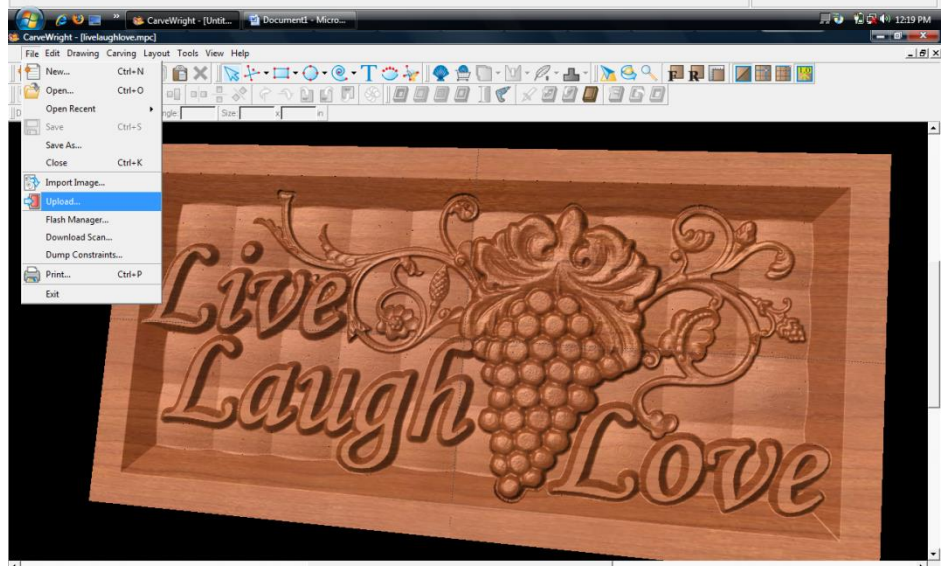 CarveWright - [Untit...
Document1 - Micro...
12:19 PM
CarveWright - [livelaughlove.mpc]
File Edit Drawing Carving Layout Tools View Help
New... Ctrl+N
Open... Ctrl+O
Open Recent
Save Ctrl+S
Save As...
Close Ctrl+K
Import Image...
Upload...
Flash Manager...
Download Scan...
Dump Constraints...
Print... Ctrl+P
Exit
Size: x in
Live
Laugh
Love